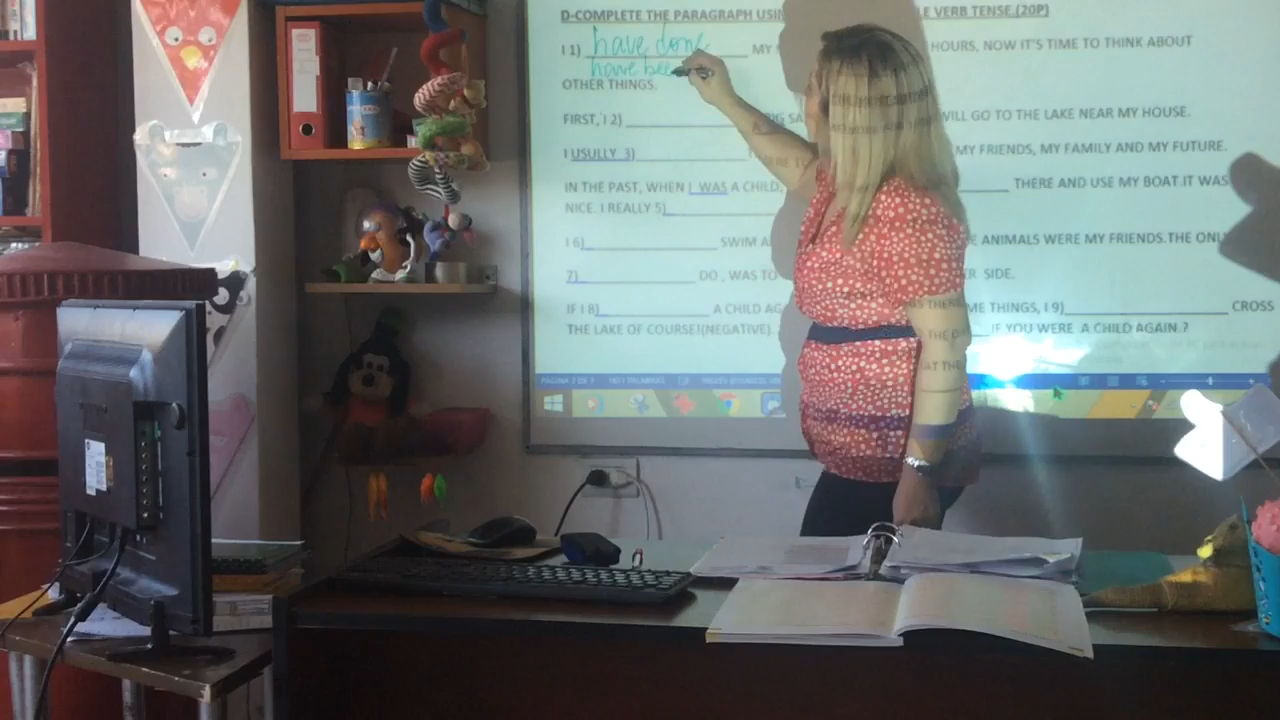 D-COMPLETE THE PARAGRAPH LE VERB TENSE.(20P)
I 1) have done MY HOURS, NOW IT'S TIME TO THINK ABOUT
have bee
OTHER THINGS.
FIRST, I 2) WILL GO TO THE LAKE NEAR MY HOUSE.
I USULLY 3) MY FRIENDS, MY FAMILY AND MY FUTURE.
IN THE PAST, WHEN I WAS A CHILD, THERE AND USE MY BOAT.IT WAS
NICE. I REALLY 5)
I 6) SWIM ANIMALS WERE MY FRIENDS.THE ONL
7) DO , WAS TO SIDE.
IF I 8) A CHILD AG ME THINGS, I 9) CROSS
THE LAKE OF COURSE!(NEGATIVE). IF YOU WERE A CHILD AGAIN.?